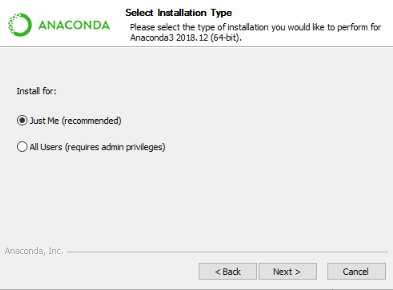 ANACONDA
Select Installation Type
Please select the type of installation you would like to perform for
Anaconda3 2018.12 (64-bit).
Install for:
Just Me (recommended)
All Users (requires admin privileges)
Anaconda, Inc.
< Back
Next >
Cancel